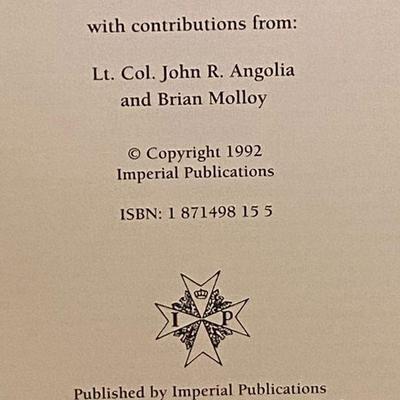 with contributions from:
Lt. Col. John R. Angolia
and Brian Molloy
© Copyright 1992
Imperial Publications
ISBN: 1 871498 15 5
I P
Published by Imperial Publications